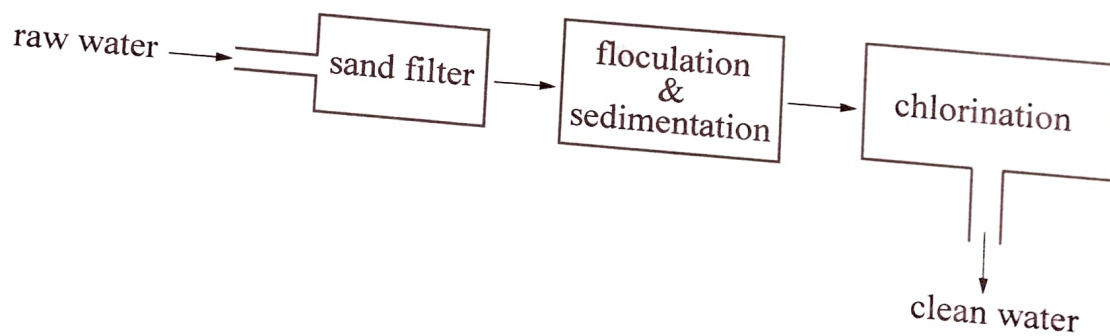 raw water
sand filter
floculation
&
sedimentation
chlorination
clean water